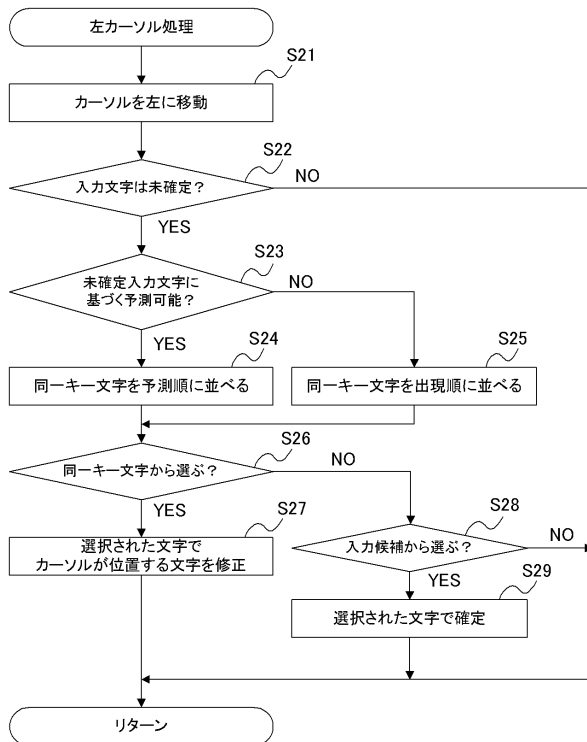 左カーソル処理
S21
カーソルを左に移動
S22
入力文字は未確定？
NO
YES
S23
未確定入力文字に
基づく予測可能？
NO
YES
S24
同一キー文字を予測順に並べる
S25
同一キー文字を出現順に並べる
S26
同一キー文字から選ぶ？
NO
YES
S27
選択された文字で
カーソルが位置する文字を修正
S28
入力候補から選ぶ？
NO
YES
S29
選択された文字で確定
リターン